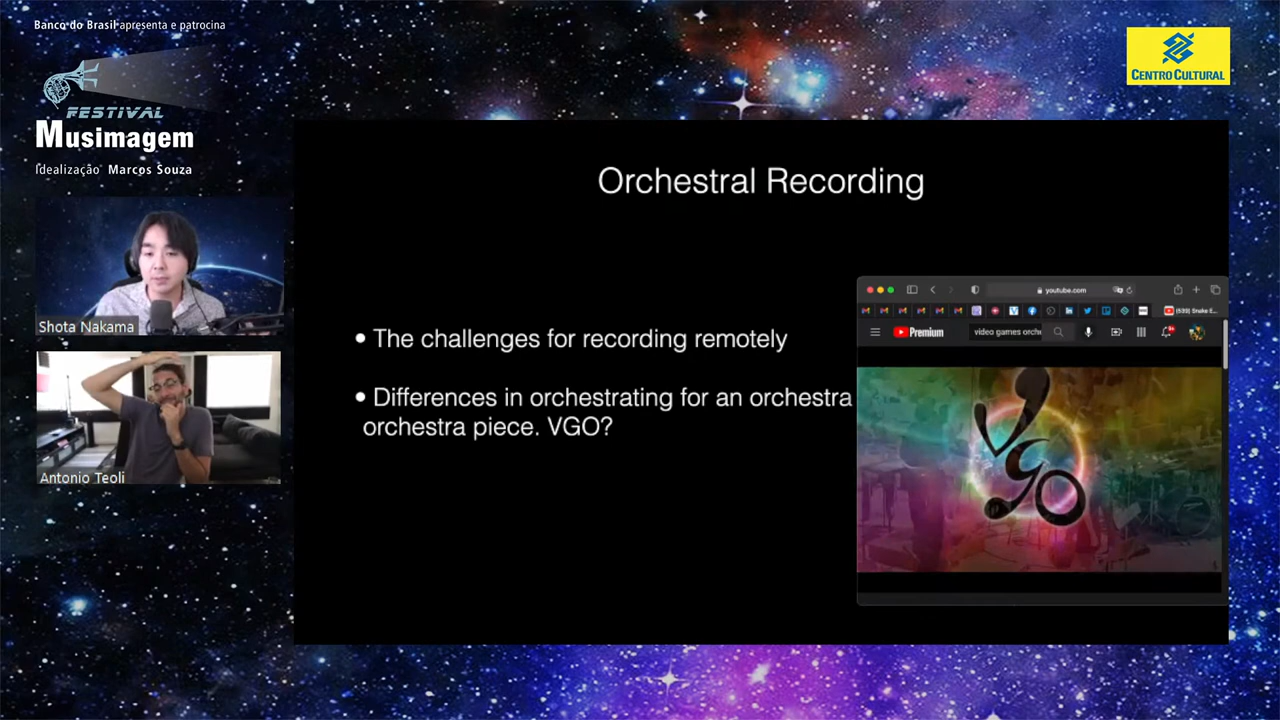 Banco do Brasil apresenta e patrocina
FESTIVAL
Musimagem
Idealização Marcos Souza
CENTRO CULTURAL
Shota Nakama
Antonio Teoli
Orchestral Recording
• The challenges for recording remotely
• Differences in orchestrating for an orchestra
orchestra piece. VGO?
youtube.com
Premium
video games orch
VGO